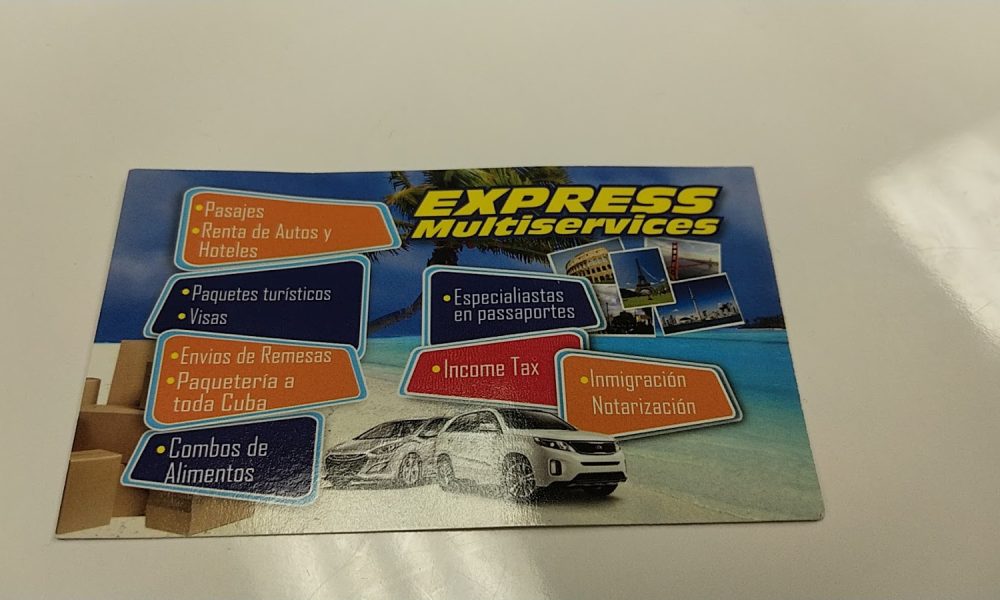 EXPRESS
Multiservices
•Pasajes
•Renta de Autos y
Hoteles
•Paquetes turísticos
•Visas
•Envios de Remesas
•Paquetería a
toda Cuba
•Combos de
Alimentos
•Especialiastas
en passaportes
•Income Tax
•Inmigración
Notarización